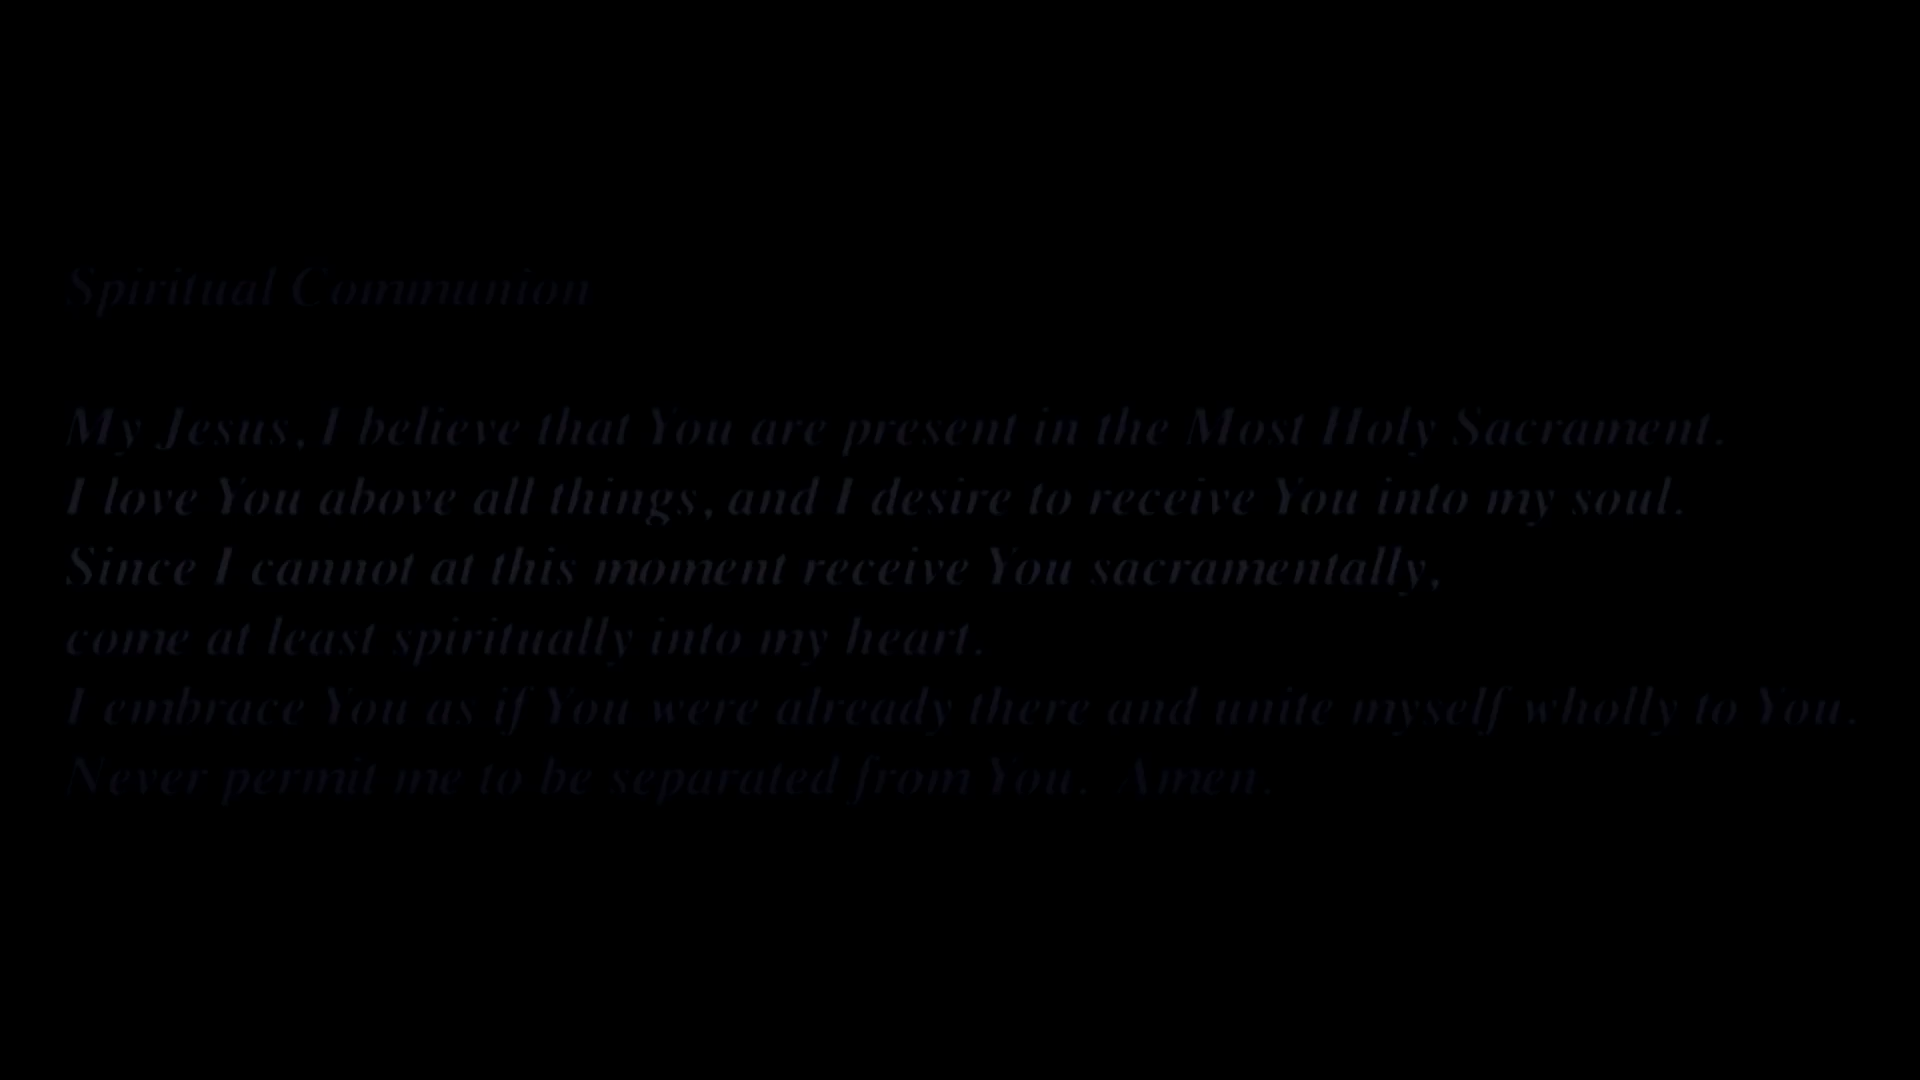 Spiritual Communion
My Jesus, I believe that You are present in the Most Holy Sacrament.
I love You above all things, and I desire to receive You into my soul.
Since I cannot at this moment receive You sacramentally,
come at least spiritually into my heart.
I embrace You as if You were already there and unite myself wholly to You.
Never permit me to be separated from You. Amen.